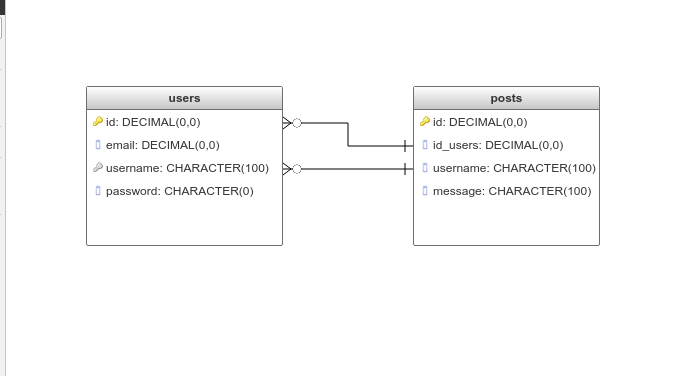 users
id: DECIMAL(0,0)
email: DECIMAL(0,0)
username: CHARACTER(100)
password: CHARACTER(0)
posts
id: DECIMAL(0,0)
id_users: DECIMAL(0,0)
username: CHARACTER(100)
message: CHARACTER(100)